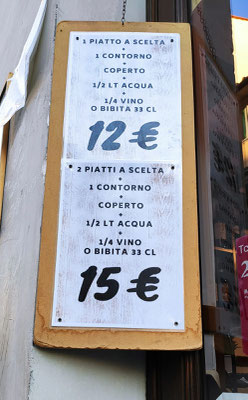 1 PIATTO A SCELTA
+
1 CONTORNO
+
COPERTO
+
1/2 LT ACQUA
+
1/4 VINO
O BIBITA 33 CL
12 €
2 PIATTI A SCELTA
+
1 CONTORNO
+
COPERTO
+
1/2 LT ACQUA
+
1/4 VINO
O BIBITA 33 CL
15 €